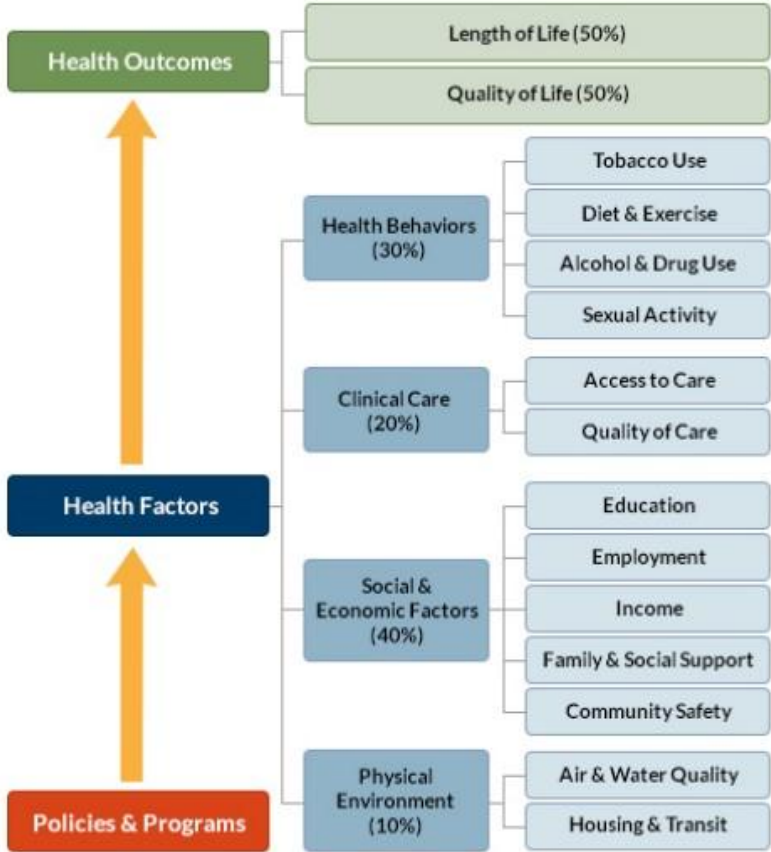 Health Outcomes
Length of Life (50%)
Quality of Life (50%)
Health Factors
Health Behaviors
(30%)
Tobacco Use
Diet & Exercise
Alcohol & Drug Use
Sexual Activity
Clinical Care
(20%)
Access to Care
Quality of Care
Social &
Economic Factors
(40%)
Education
Employment
Income
Family & Social Support
Community Safety
Physical
Environment
(10%)
Air & Water Quality
Housing & Transit
Policies & Programs